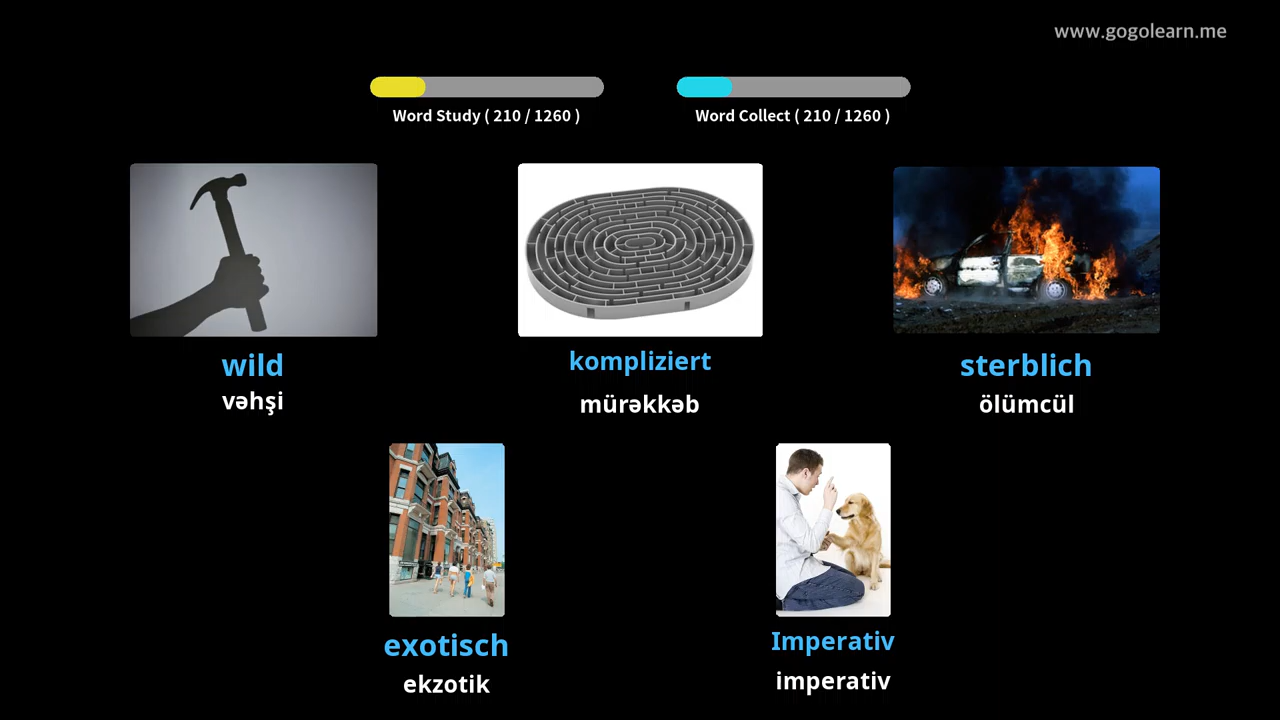 www.gogolearn.me
Word Study ( 210 / 1260 )
Word Collect ( 210 / 1260 )
wild
vəhşi
kompliziert
mürəkkəb
sterblich
ölümcül
exotisch
ekzotik
Imperativ
imperativ